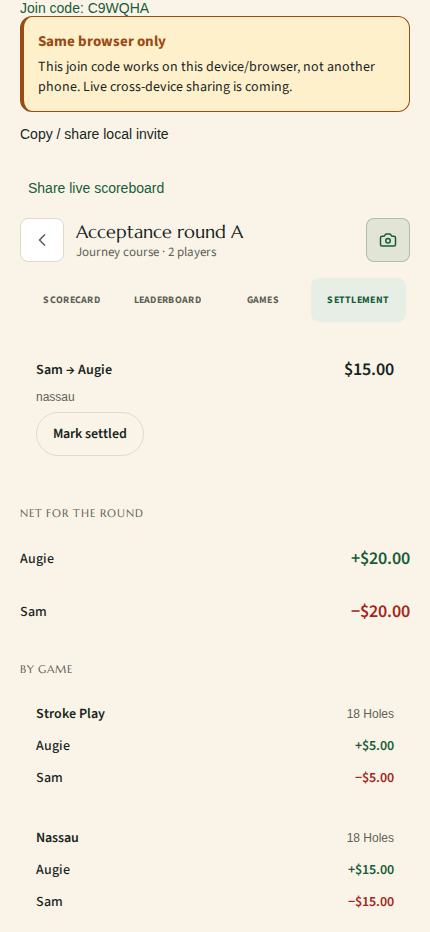 Join code: C9WQHA
Same browser only
This join code works on this device/browser, not another
phone. Live cross-device sharing is coming.
Copy / share local invite
Share live scoreboard
Acceptance round A
Journey course · 2 players
SCORECARD
LEADERBOARD
GAMES
SETTLEMENT
Sam → Augie
$15.00
nassau
Mark settled
NET FOR THE ROUND
Augie
+$20.00
Sam
−$20.00
BY GAME
Stroke Play
18 Holes
Augie
+$5.00
Sam
−$5.00
Nassau
18 Holes
Augie
+$15.00
Sam
−$15.00